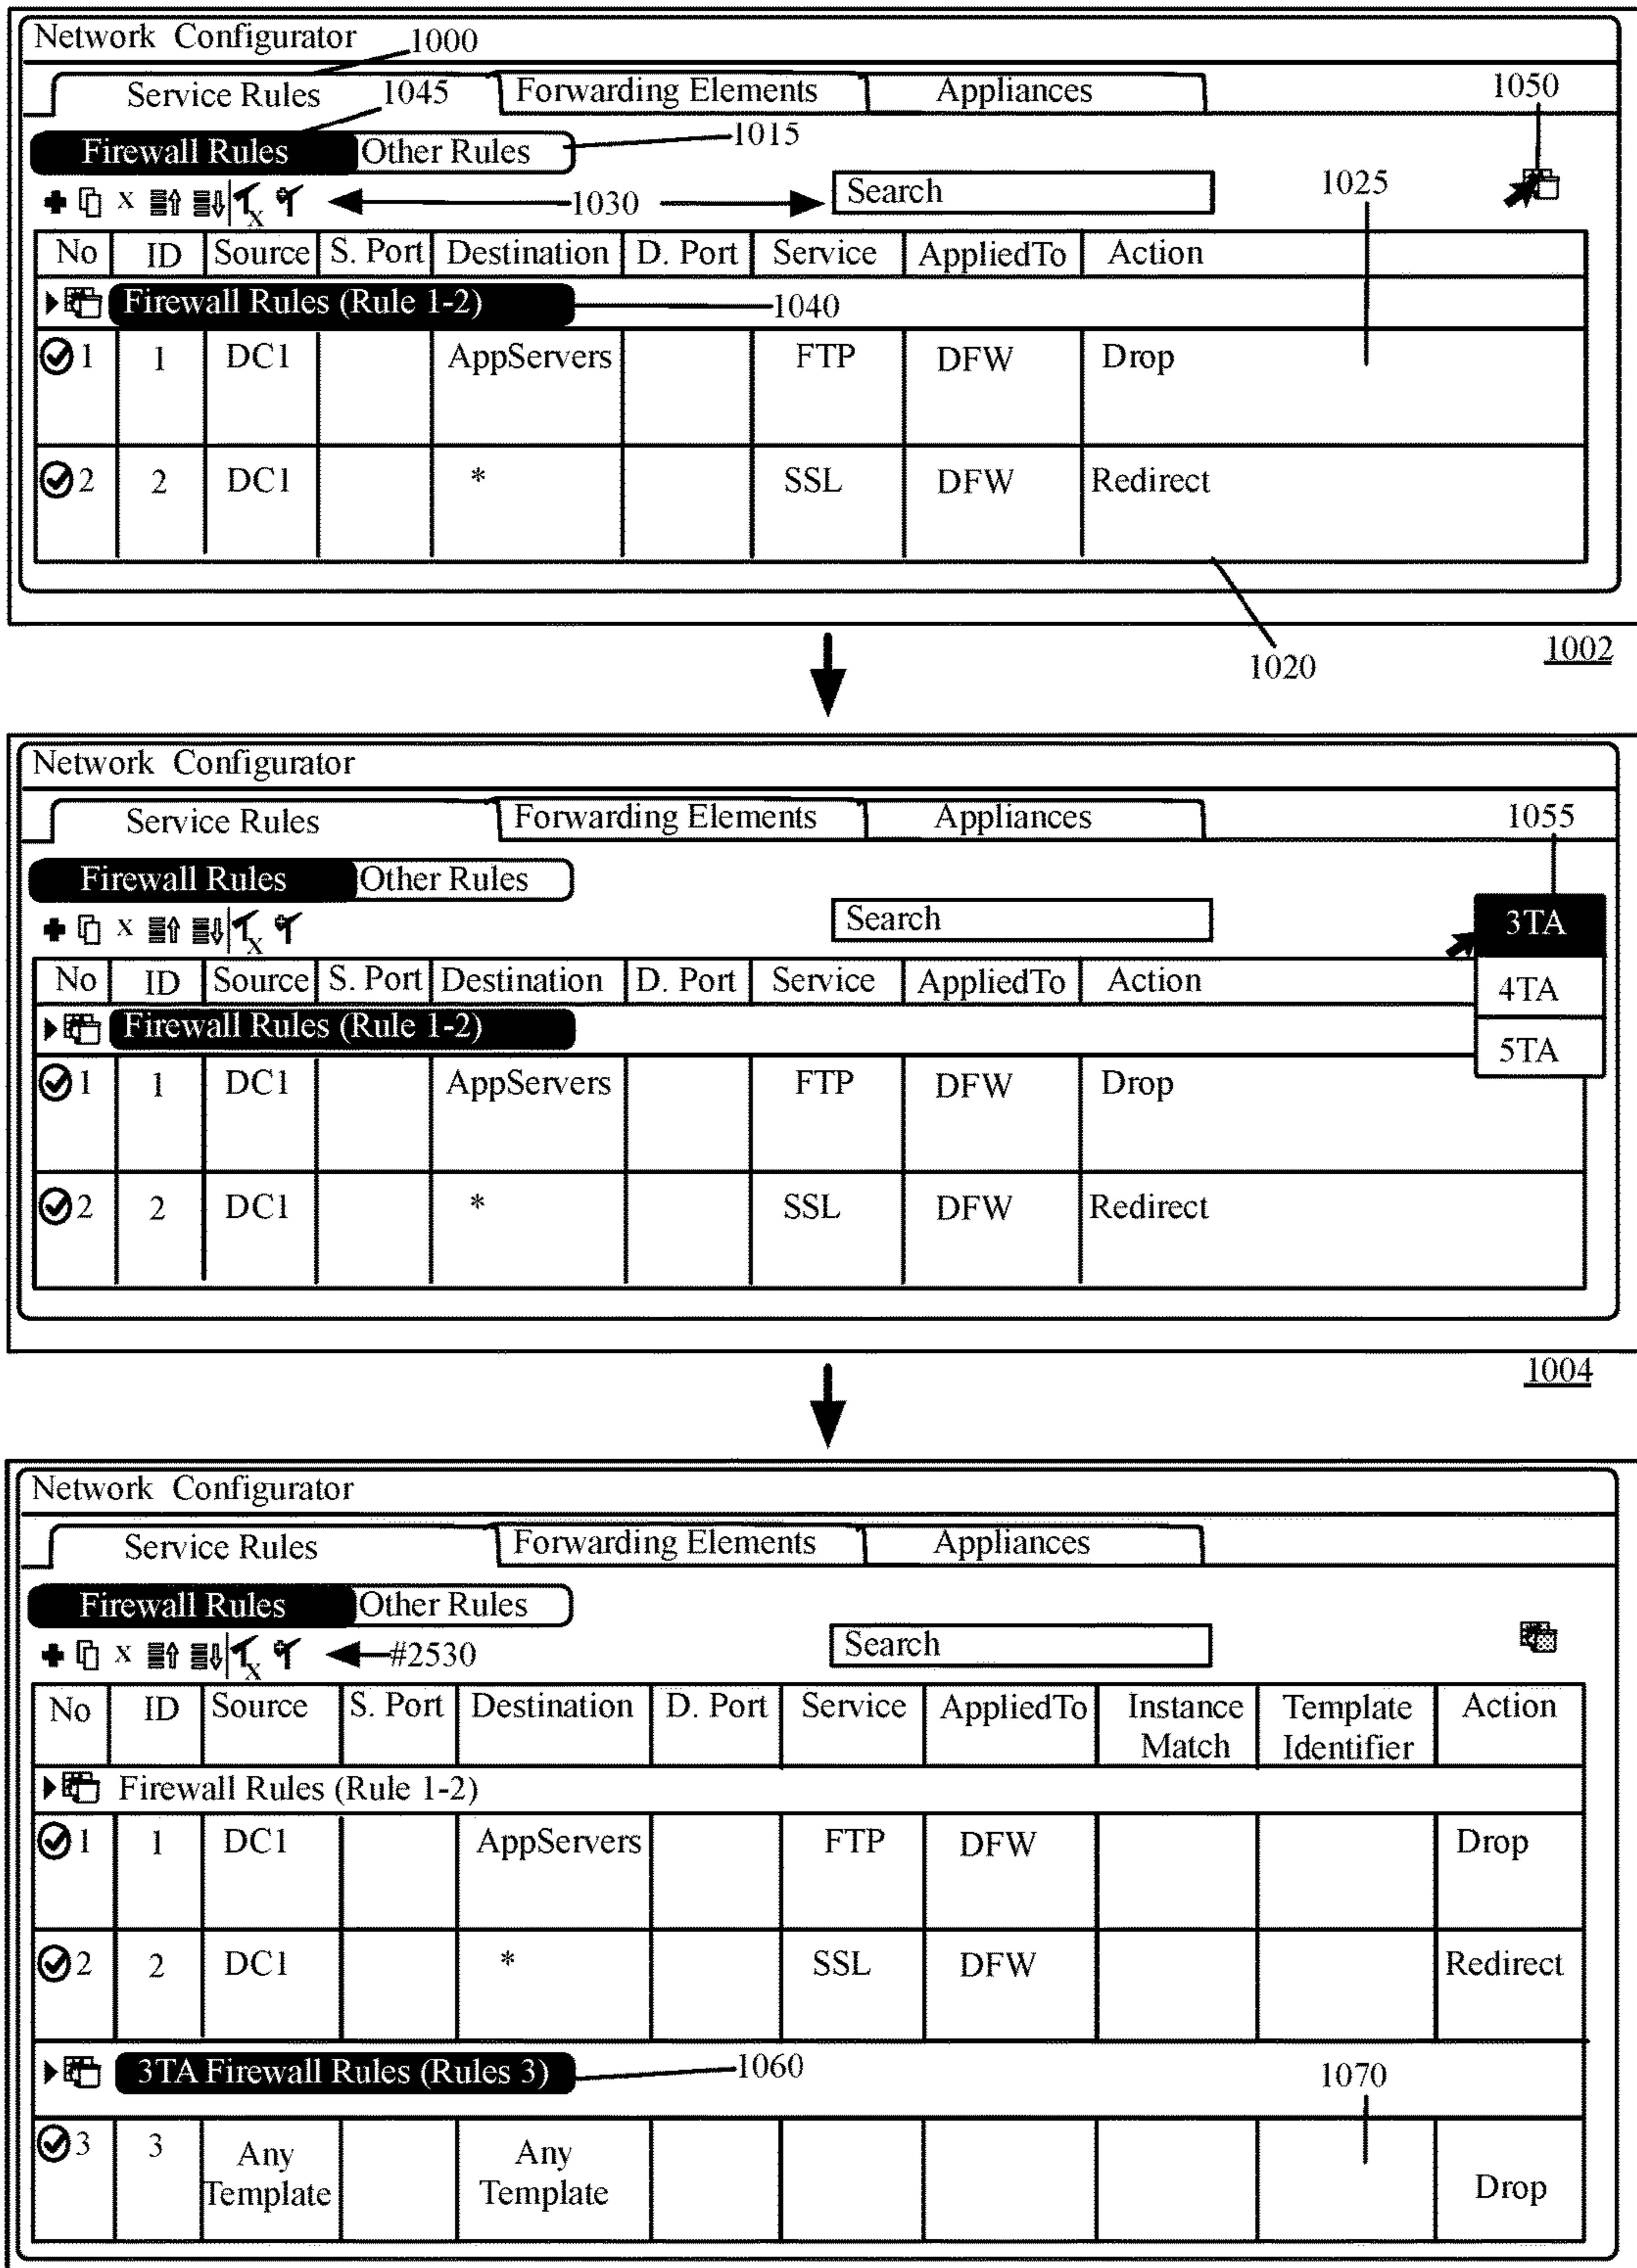 Network Configurator
1000
Service Rules 1045 Forwarding Elements Appliances 1050
Firewall Rules Other Rules 1015
x x 1030 Search 1025
No ID Source S. Port Destination D. Port Service AppliedTo Action
Firewall Rules (Rule 1-2) 1040
1 1 DC1 AppServers FTP DFW Drop
2 2 DC1 * SSL DFW Redirect
1020 1002
Network Configurator
Service Rules Forwarding Elements Appliances 1055
Firewall Rules Other Rules
x x Search 3TA
No ID Source S. Port Destination D. Port Service AppliedTo Action 4TA
Firewall Rules (Rule 1-2) 5TA
1 1 DC1 AppServers FTP DFW Drop
2 2 DC1 * SSL DFW Redirect
1004
Network Configurator
Service Rules Forwarding Elements Appliances
Firewall Rules Other Rules
x x #2530 Search
No ID Source S. Port Destination D. Port Service AppliedTo Instance Template Action
Match Identifier
Firewall Rules (Rule 1-2)
1 1 DC1 AppServers FTP DFW Drop
2 2 DC1 * SSL DFW Redirect
3TA Firewall Rules (Rules 3) 1060 1070
3 3 Any Any
Template Template Drop